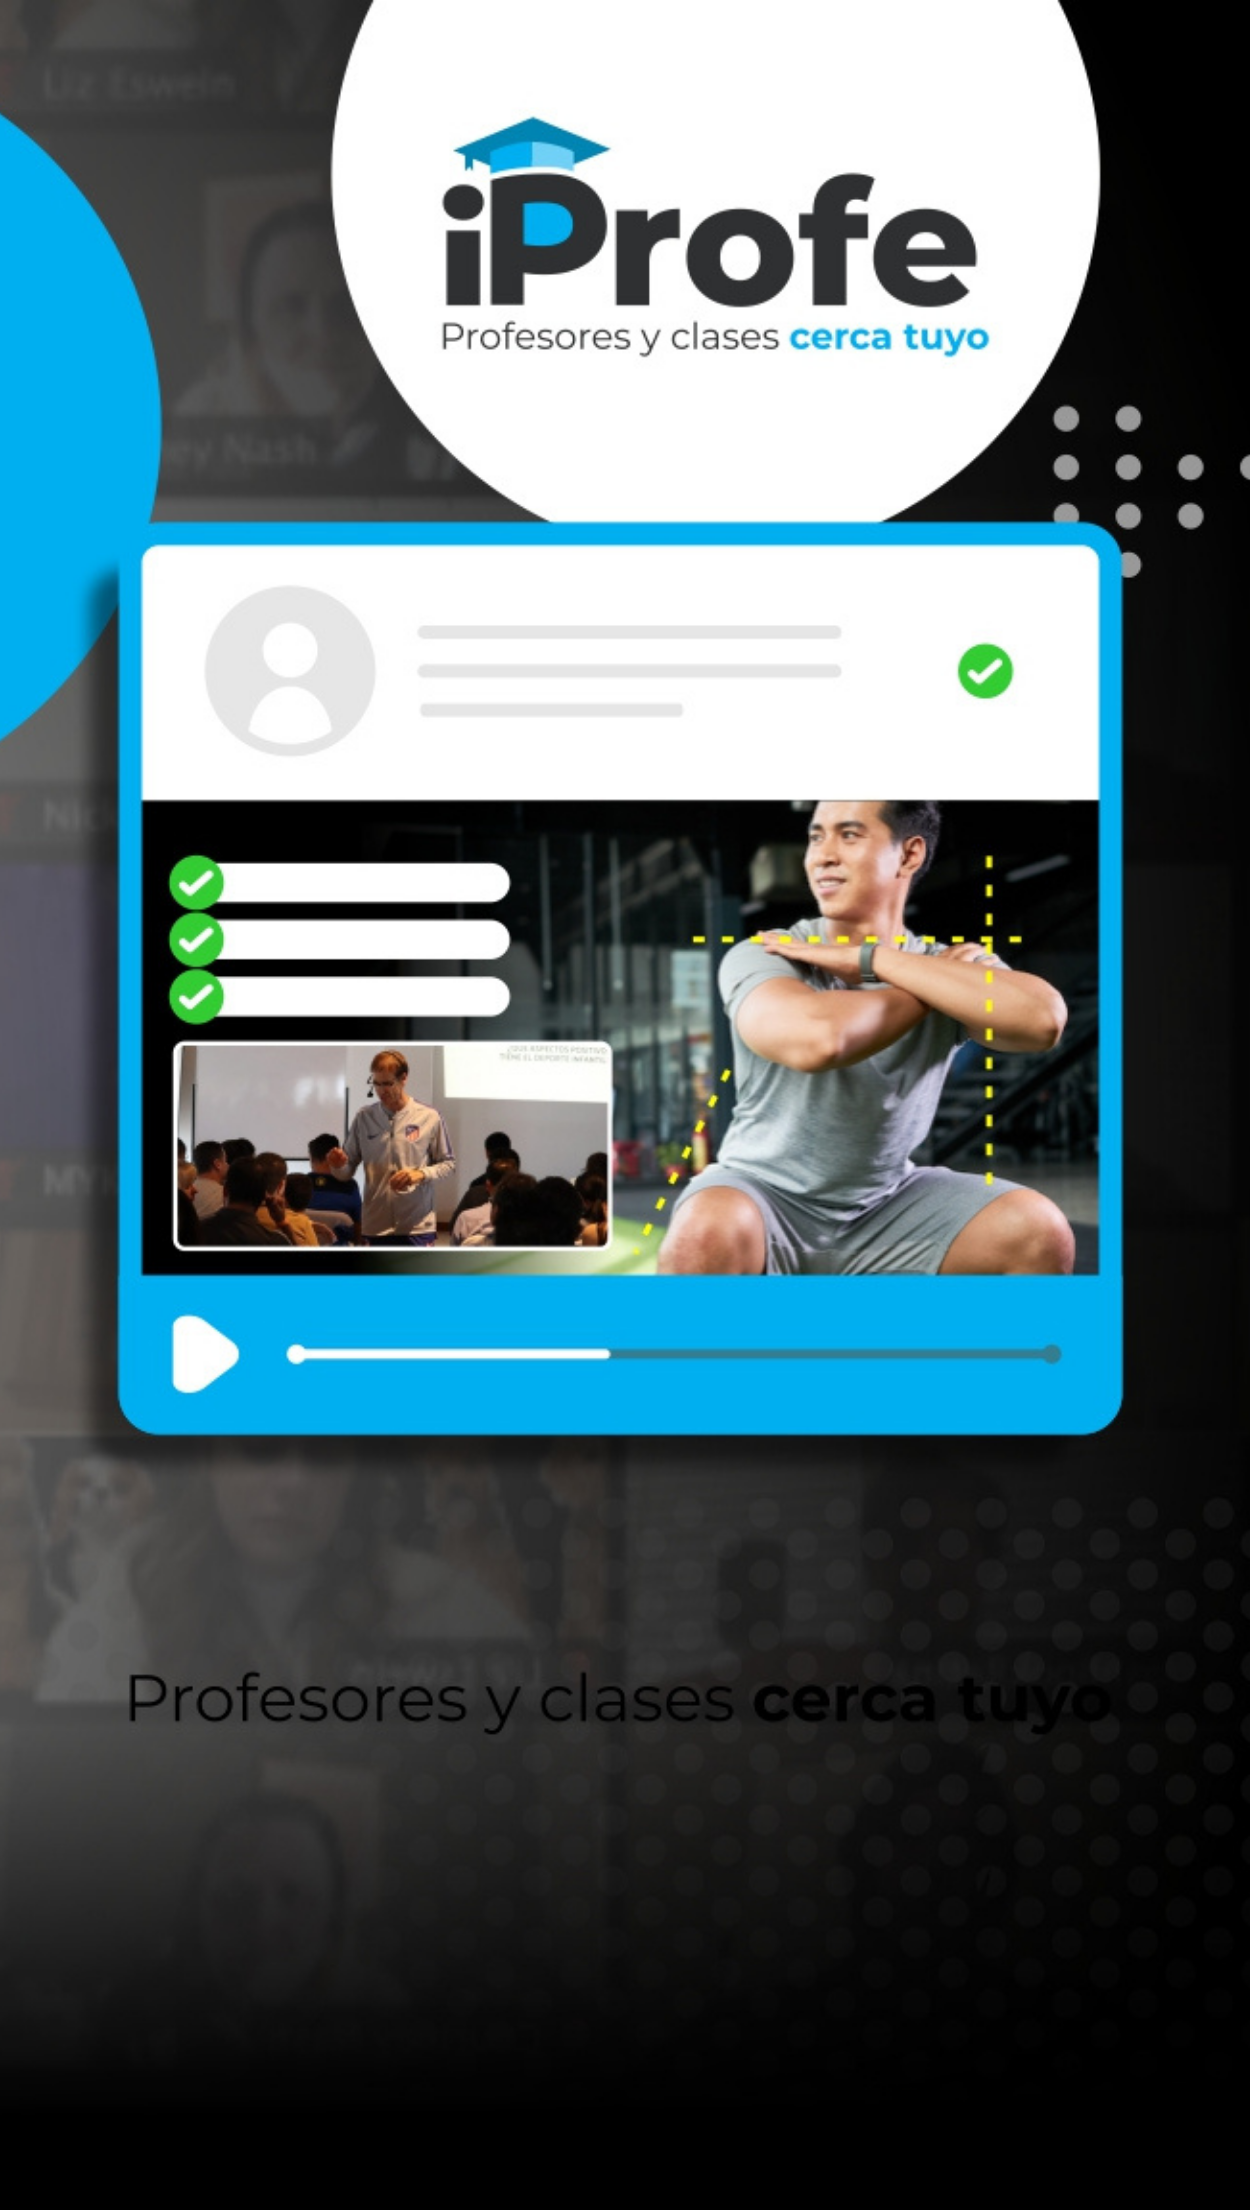 Liz Eswein
iProfe
Profesores y clases cerca tuyo
ey Nash
¿QUÉ ASPECTOS POSITIVO
TIENE EL DEPORTE INFANTIL
Profesores y clases cerca tuyo